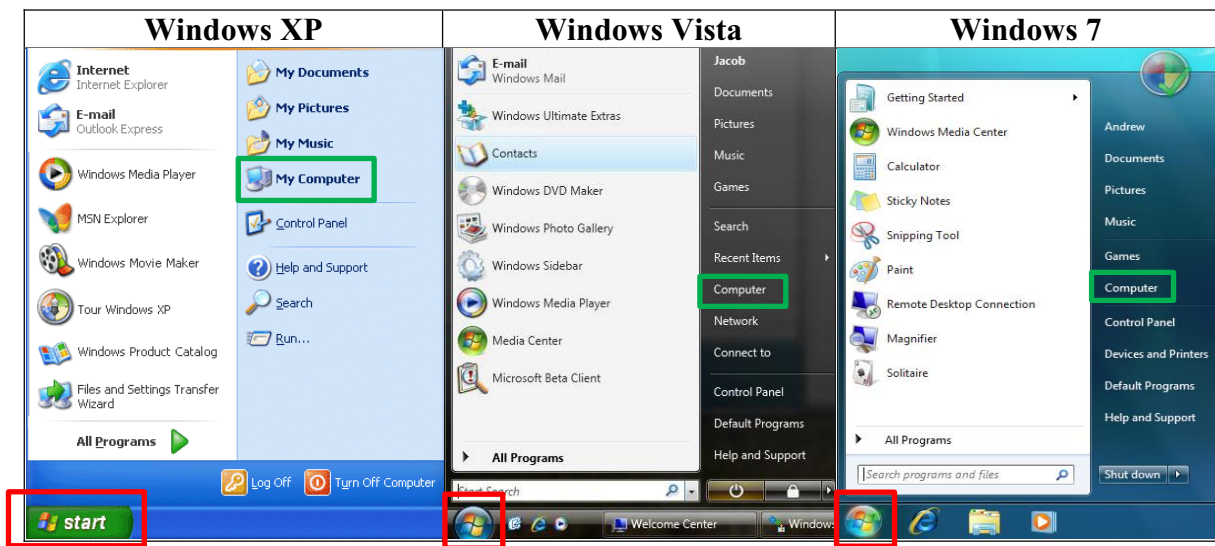 Windows XP
Internet
Internet Explorer
E-mail
Outlook Express
Windows Media Player
MSN Explorer
Windows Movie Maker
Tour Windows XP
Windows Product Catalog
Files and Settings Transfer
Wizard
All Programs
My Documents
My Pictures
My Music
My Computer
Control Panel
Help and Support
Search
Run...
Log Off
Turn Off Computer
start
Windows Vista
E-mail
Windows Mail
Windows Ultimate Extras
Contacts
Windows DVD Maker
Windows Photo Gallery
Windows Sidebar
Windows Media Player
Media Center
Microsoft Beta Client
All Programs
Start Search
Jacob
Documents
Pictures
Music
Games
Search
Recent Items
Computer
Network
Connect to
Control Panel
Default Programs
Help and Support
Welcome Center
Windows
Windows 7
Getting Started
Windows Media Center
Calculator
Sticky Notes
Snipping Tool
Paint
Remote Desktop Connection
Magnifier
Solitaire
All Programs
Search programs and files
Andrew
Documents
Pictures
Music
Games
Computer
Control Panel
Devices and Printers
Default Programs
Help and Support
Shut down